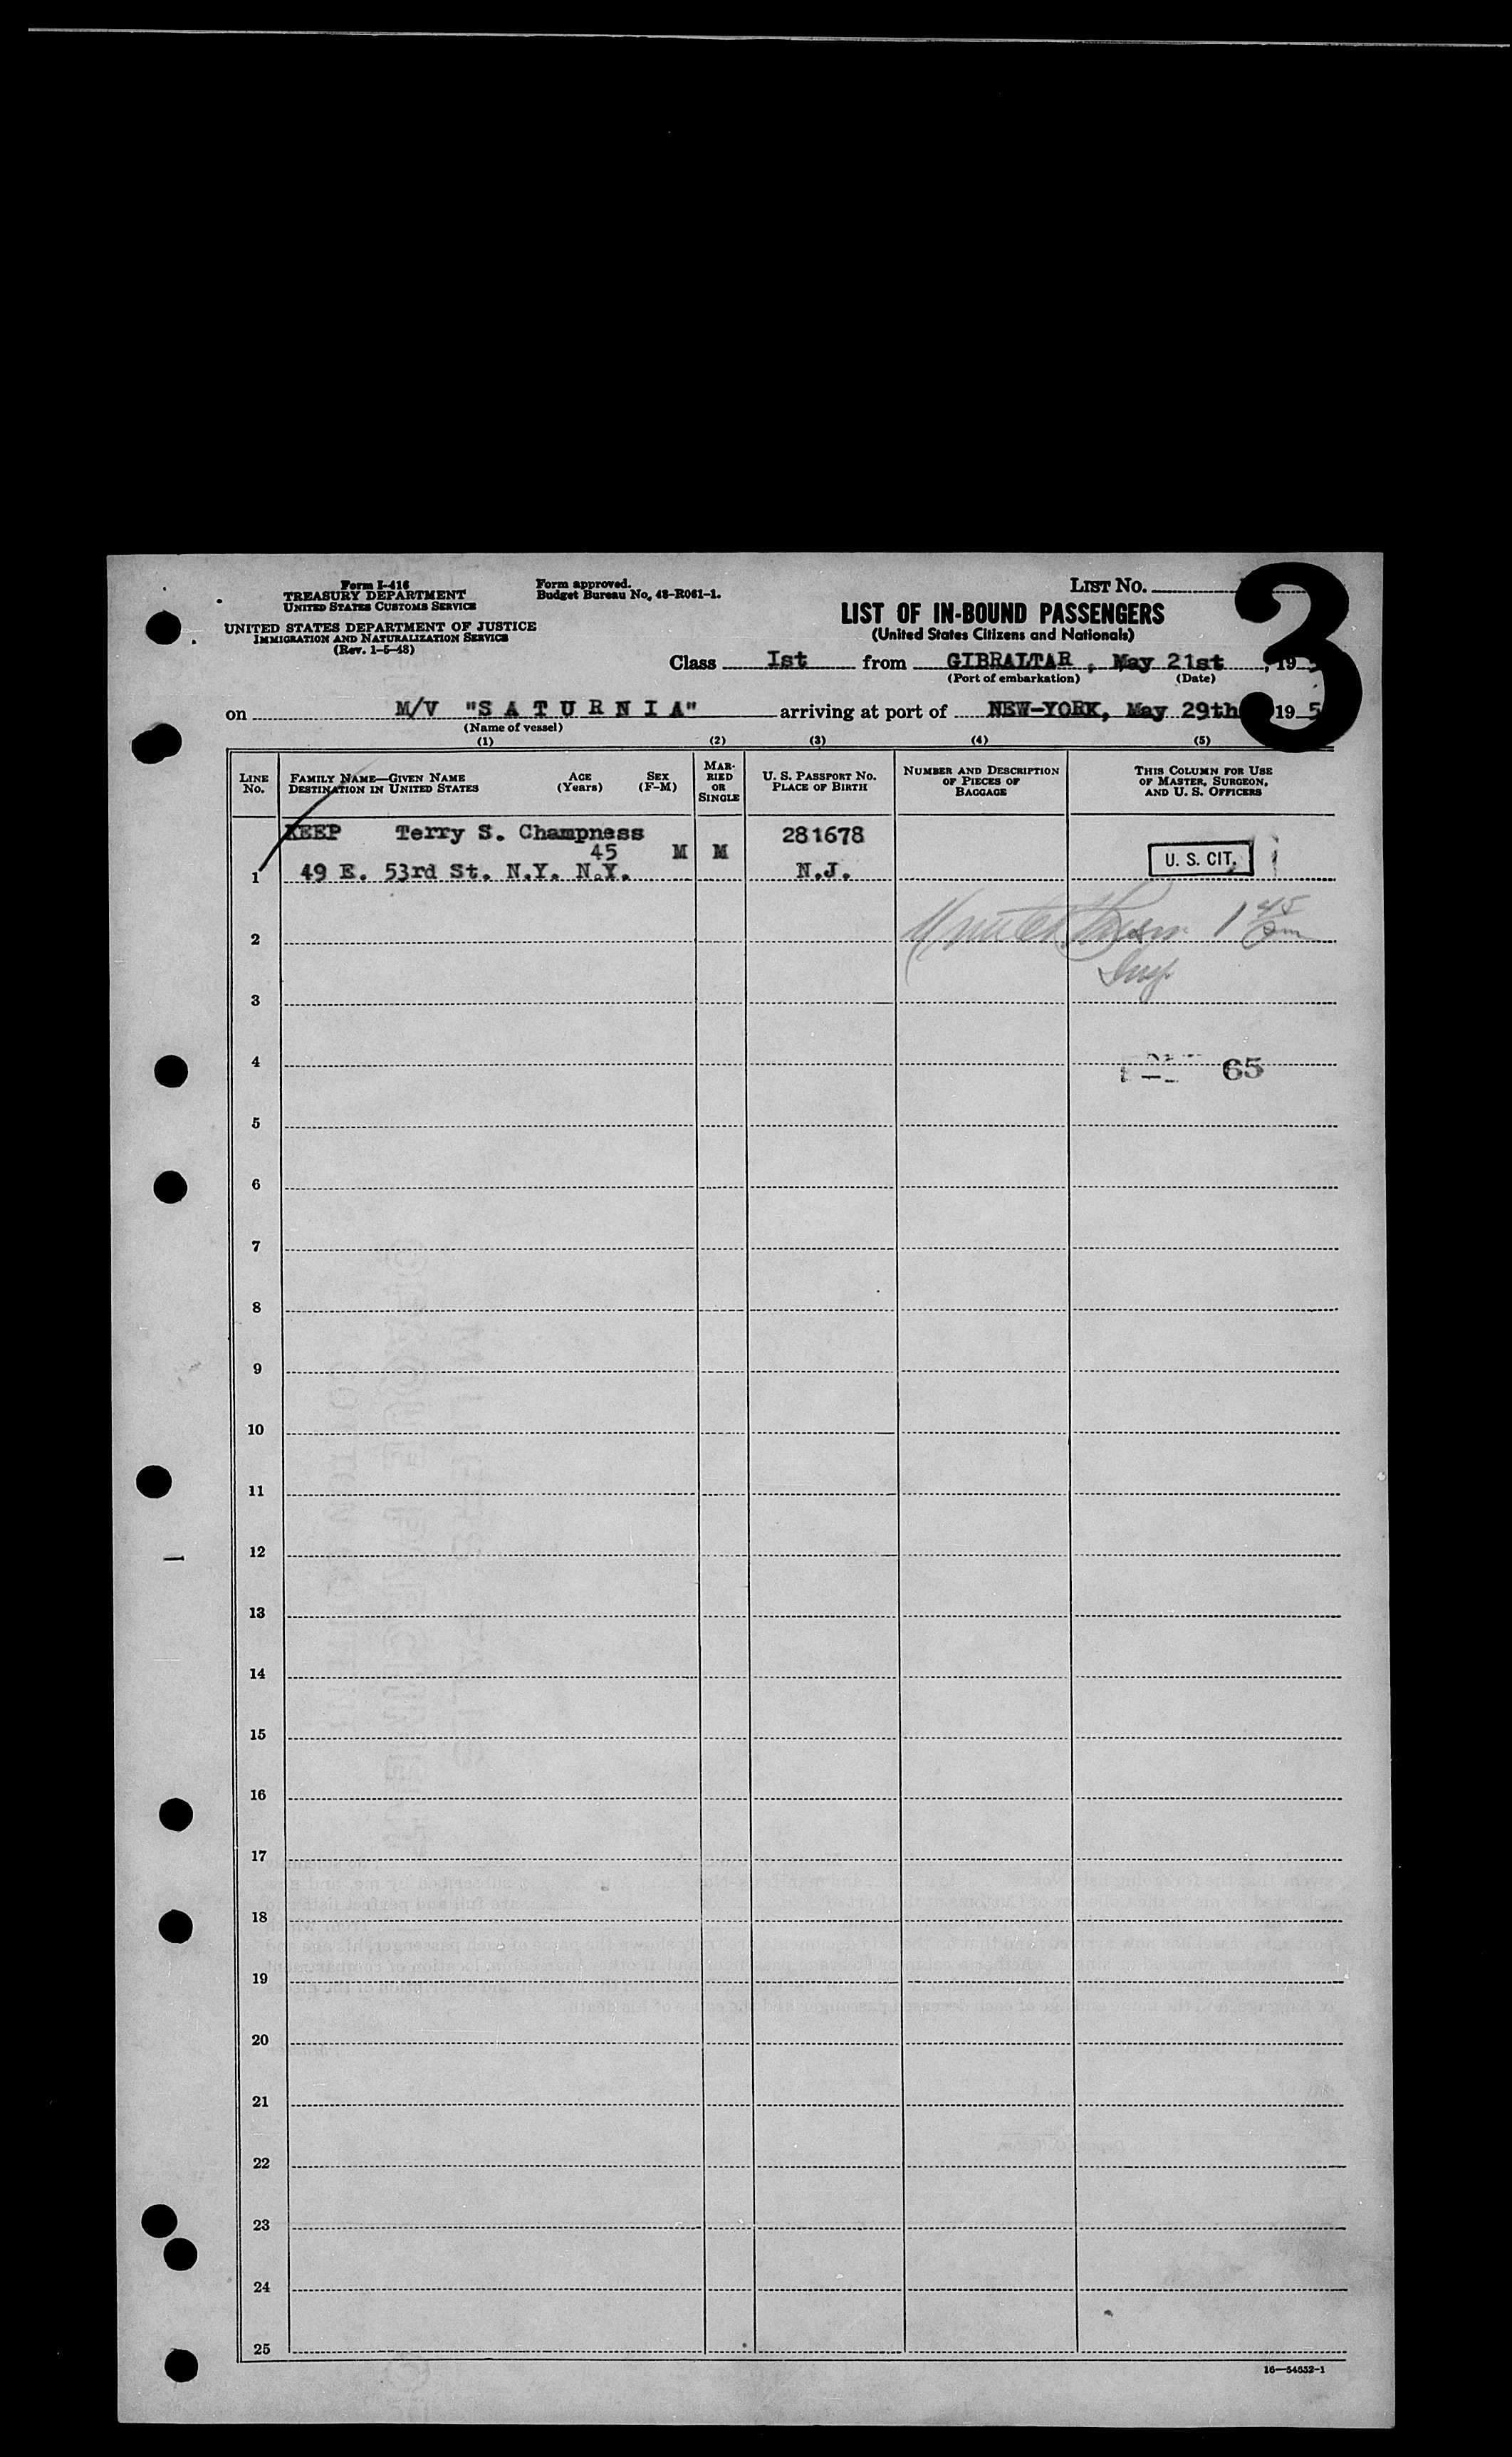 Form I-416
TREASURY DEPARTMENT
UNITED STATES CUSTOMS SERVICE
UNITED STATES DEPARTMENT OF JUSTICE
IMMIGRATION AND NATURALIZATION SERVICE
(Rev. 1-5-48)
Form approved.
Budget Bureau No. 43-R061-1.
LIST NO.
3
LIST OF IN-BOUND PASSENGERS
(United States Citizens and Nationals)
Class Ist from GIBRALTAR, May 21st, 19
(Port of embarkation) (Date)
on M/V "S A T U R N I A" arriving at port of NEW-YORK, May 29th 19 5
(Name of vessel)
(1) (2) (3) (4) (5)
LINE No.
FAMILY NAME—GIVEN NAME
DESTINATION IN UNITED STATES
AGE (Years)
SEX (F-M)
MARRIED OR SINGLE
U. S. PASSPORT No.
PLACE OF BIRTH
NUMBER AND DESCRIPTION
OF PIECES OF
BAGGAGE
THIS COLUMN FOR USE
OF MASTER, SURGEON,
AND U. S. OFFICERS
KEEP Terry S. Champness 281678
45 M M U. S. CIT.
1 49 E. 53rd St. N.Y. N.Y. N.J.
1 45 pm
2
Insp
3
4 65
5
6
7
8
9
10
11
12
13
14
15
16
17
18
19
20
21
22
23
24
25
16—54552-1